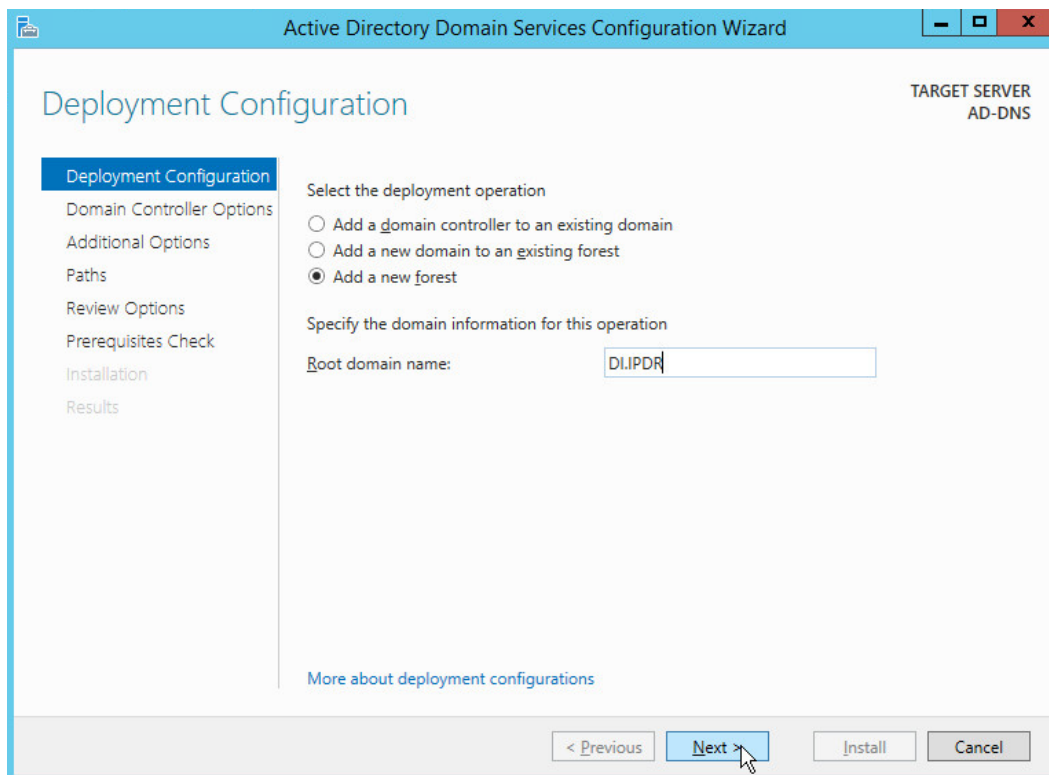 Active Directory Domain Services Configuration Wizard
Deployment Configuration
TARGET SERVER
AD-DNS
Deployment Configuration
Domain Controller Options
Additional Options
Paths
Review Options
Prerequisites Check
Installation
Results
Select the deployment operation
Add a domain controller to an existing domain
Add a new domain to an existing forest
Add a new forest
Specify the domain information for this operation
Root domain name: DI.IPDR
More about deployment configurations
< Previous Next > Install Cancel